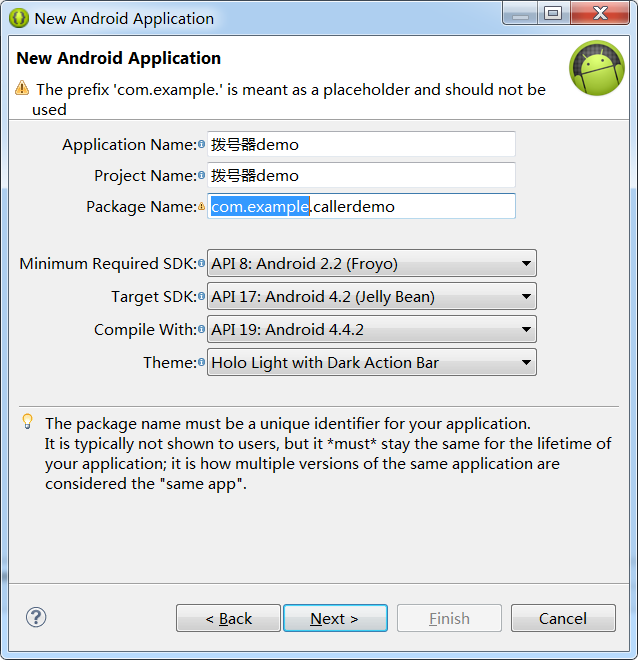 New Android Application
New Android Application
The prefix 'com.example.' is meant as a placeholder and should not be
used
Application Name: 拨号器demo
Project Name: 拨号器demo
Package Name: com.example.callerdemo
Minimum Required SDK: API 8: Android 2.2 (Froyo)
Target SDK: API 17: Android 4.2 (Jelly Bean)
Compile With: API 19: Android 4.4.2
Theme: Holo Light with Dark Action Bar
The package name must be a unique identifier for your application.
It is typically not shown to users, but it *must* stay the same for the lifetime of
your application; it is how multiple versions of the same application are
considered the "same app".
? < Back Next > Finish Cancel